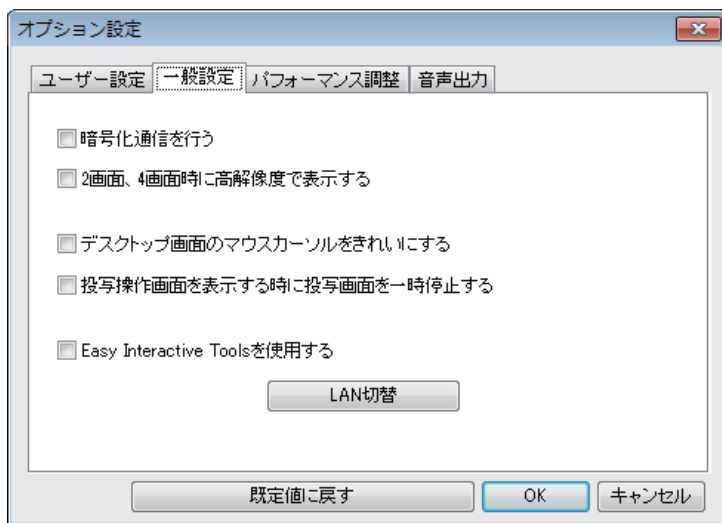 オプション設定
ユーザー設定 一般設定 パフォーマンス調整 音声出力
暗号化通信を行う
2画面、4画面時に高解像度で表示する
デスクトップ画面のマウスカーソルをきれいにする
投写操作画面を表示する時に投写画面を一時停止する
Easy Interactive Toolsを使用する
LAN切替
既定値に戻す OK キャンセル